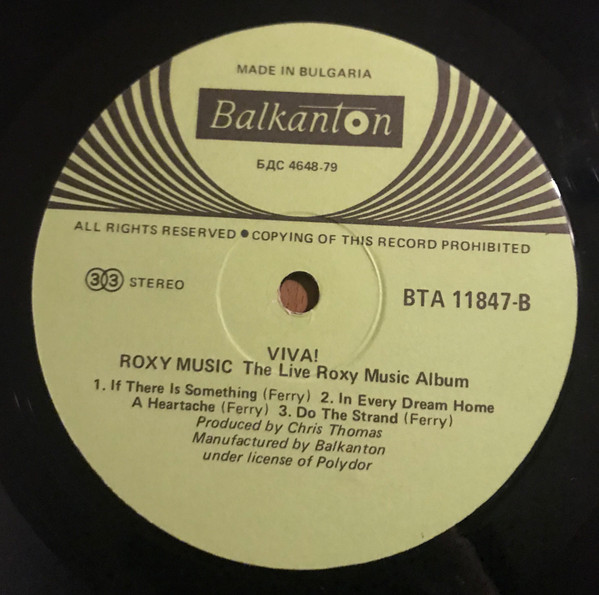 MADE IN BULGARIA
Balkanton
БДС 4648-79
ALL RIGHTS RESERVED ● COPYING OF THIS RECORD PROHIBITED
33 STEREO
BTA 11847-B
VIVA!
ROXY MUSIC The Live Roxy Music Album
1. If There Is Something (Ferry) 2. In Every Dream Home
A Heartache (Ferry) 3. Do The Strand (Ferry)
Produced by Chris Thomas
Manufactured by Balkanton
under license of Polydor